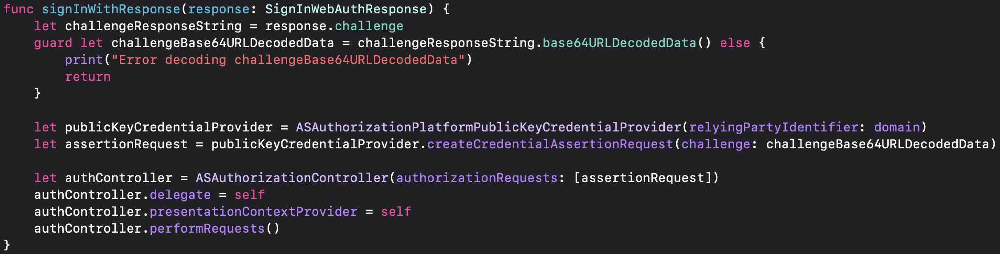 func signInWithResponse(response: SignInWebAuthResponse) {
    let challengeResponseString = response.challenge
    guard let challengeBase64URLDecodedData = challengeResponseString.base64URLDecodedData() else {
        print("Error decoding challengeBase64URLDecodedData")
        return
    }

    let publicKeyCredentialProvider = ASAuthorizationPlatformPublicKeyCredentialProvider(relyingPartyIdentifier: domain)
    let assertionRequest = publicKeyCredentialProvider.createCredentialAssertionRequest(challenge: challengeBase64URLDecodedData)

    let authController = ASAuthorizationController(authorizationRequests: [assertionRequest])
    authController.delegate = self
    authController.presentationContextProvider = self
    authController.performRequests()
}